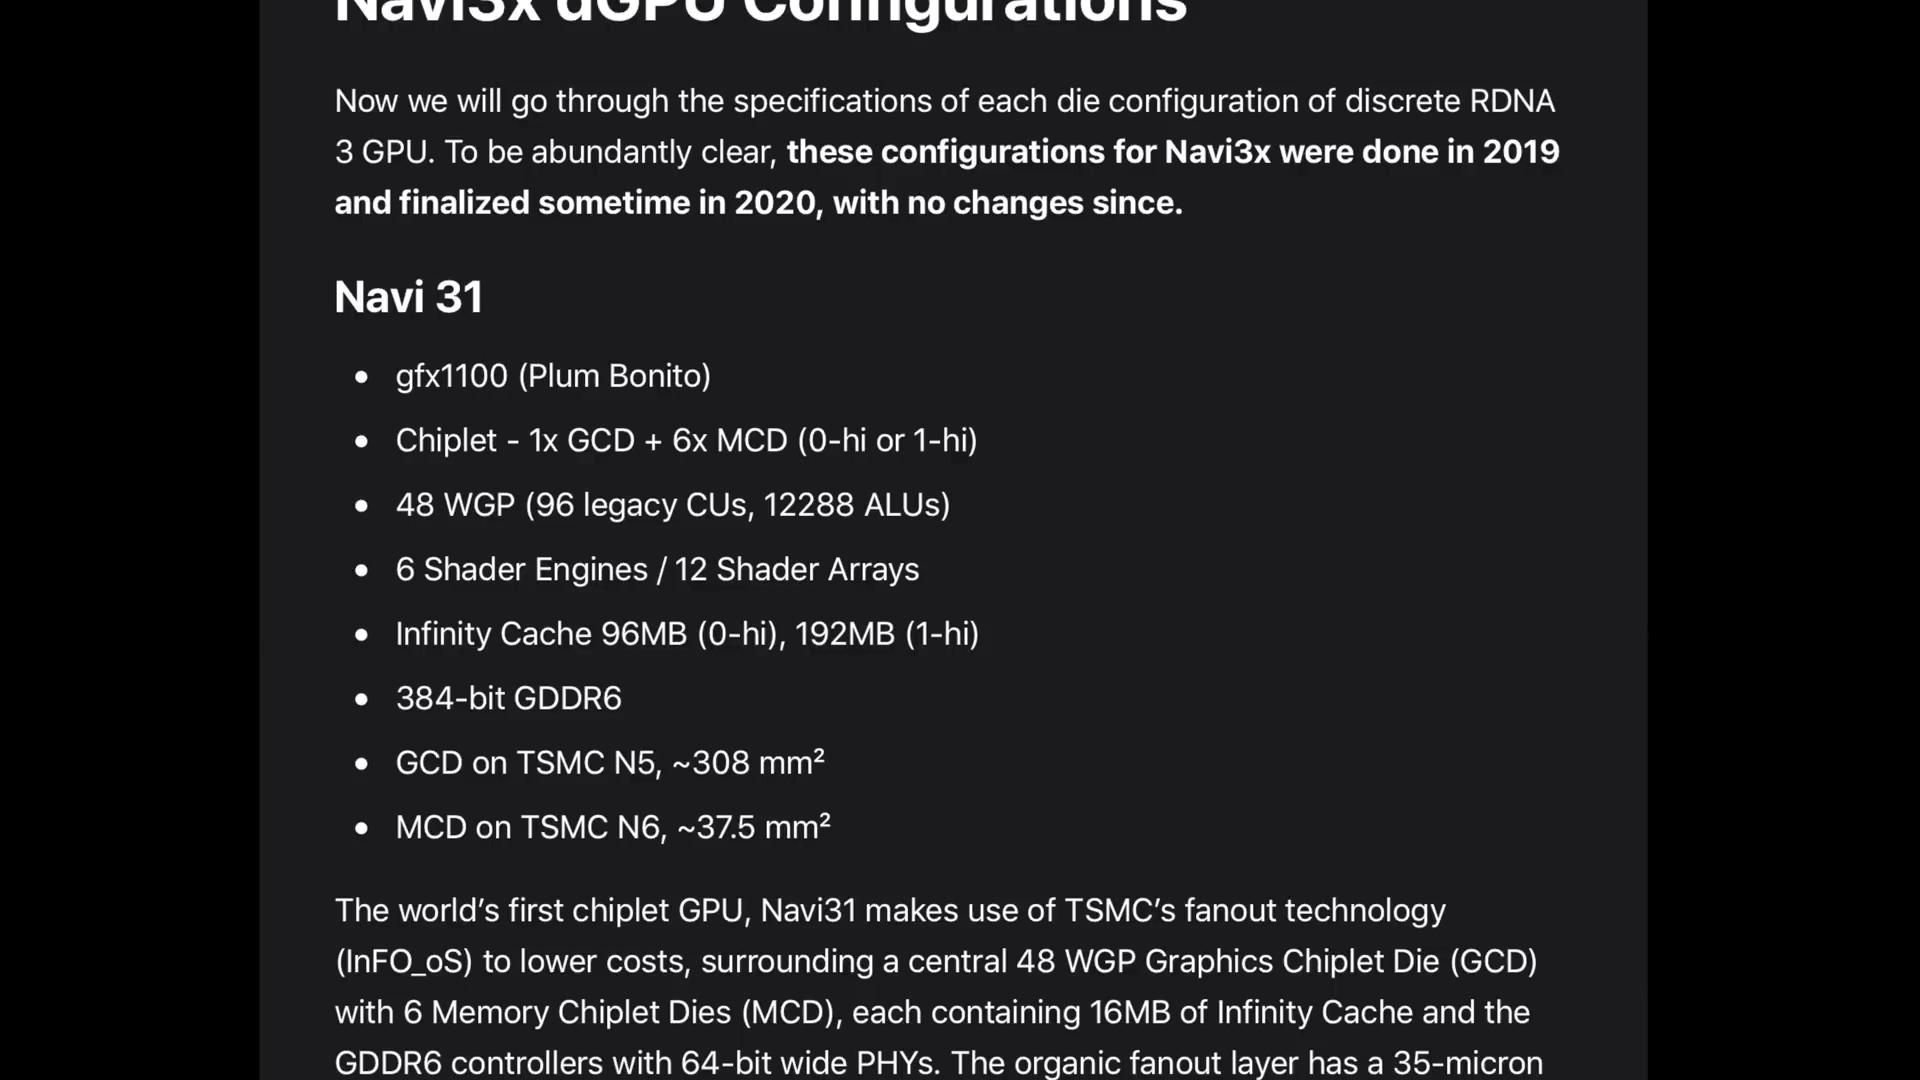 Navi3x dGPU Configurations
Now we will go through the specifications of each die configuration of discrete RDNA
3 GPU. To be abundantly clear, these configurations for Navi3x were done in 2019
and finalized sometime in 2020, with no changes since.
Navi 31
• gfx1100 (Plum Bonito)
• Chiplet - 1x GCD + 6x MCD (0-hi or 1-hi)
• 48 WGP (96 legacy CUs, 12288 ALUs)
• 6 Shader Engines / 12 Shader Arrays
• Infinity Cache 96MB (0-hi), 192MB (1-hi)
• 384-bit GDDR6
• GCD on TSMC N5, ~308 mm²
• MCD on TSMC N6, ~37.5 mm²
The world’s first chiplet GPU, Navi31 makes use of TSMC’s fanout technology
(InFO_oS) to lower costs, surrounding a central 48 WGP Graphics Chiplet Die (GCD)
with 6 Memory Chiplet Dies (MCD), each containing 16MB of Infinity Cache and the
GDDR6 controllers with 64-bit wide PHYs. The organic fanout layer has a 35-micron